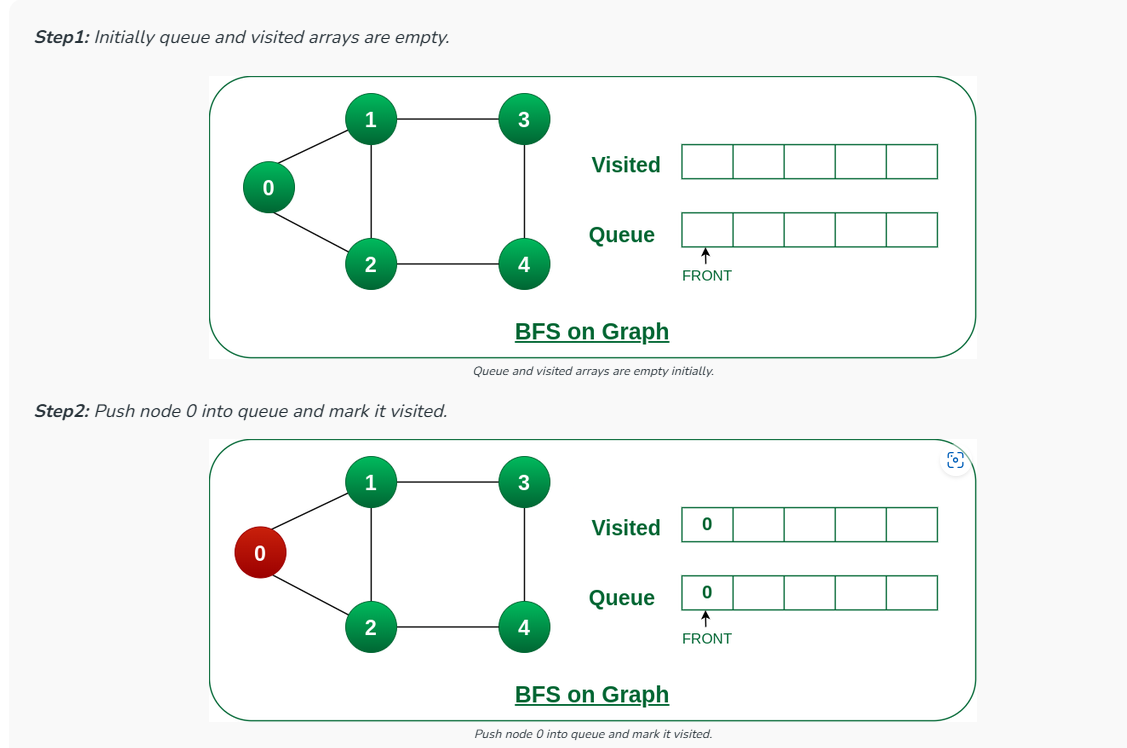 Step1: Initially queue and visited arrays are empty.
1
3
0
Visited
Queue
2
4
FRONT
BFS on Graph
Queue and visited arrays are empty initially.
Step2: Push node 0 into queue and mark it visited.
1
3
Visited 0
0
Queue 0
2
4
FRONT
BFS on Graph
Push node 0 into queue and mark it visited.